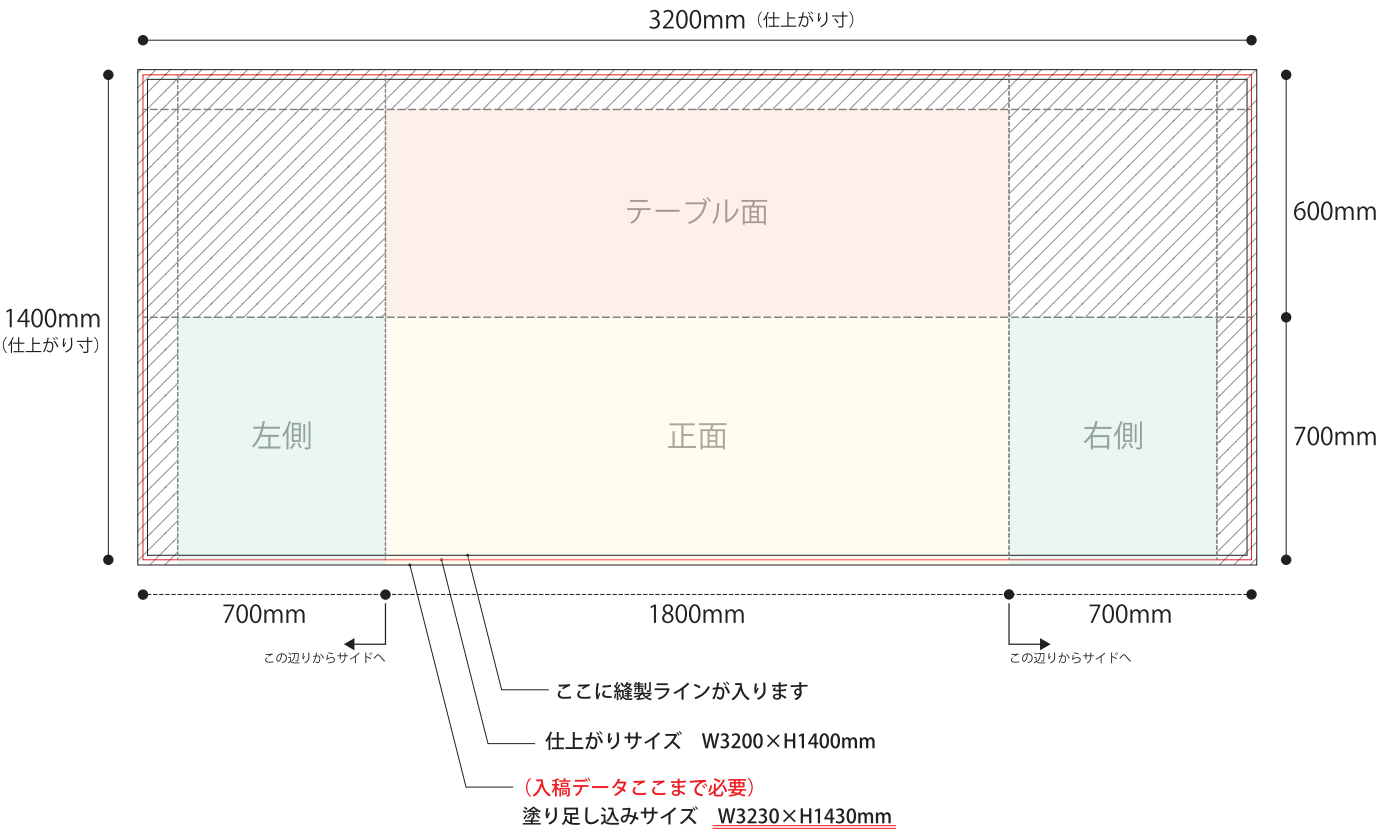 3200mm（仕上がり寸）
テーブル面
600mm
1400mm
（仕上がり寸）
左側
正面
右側
700mm
700mm
1800mm
700mm
この辺りからサイドへ
この辺りからサイドへ
ここに縫製ラインが入ります
仕上がりサイズ　W3200×H1400mm
（入稿データここまで必要）
塗り足し込みサイズ　W3230×H1430mm